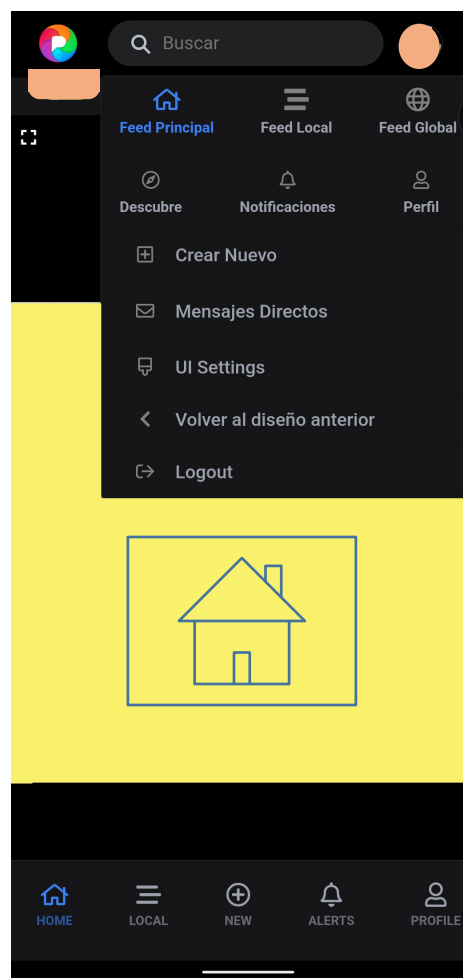 Buscar
Feed Principal Feed Local Feed Global
Descubre Notificaciones Perfil
Crear Nuevo
Mensajes Directos
UI Settings
Volver al diseño anterior
Logout
HOME LOCAL NEW ALERTS PROFILE